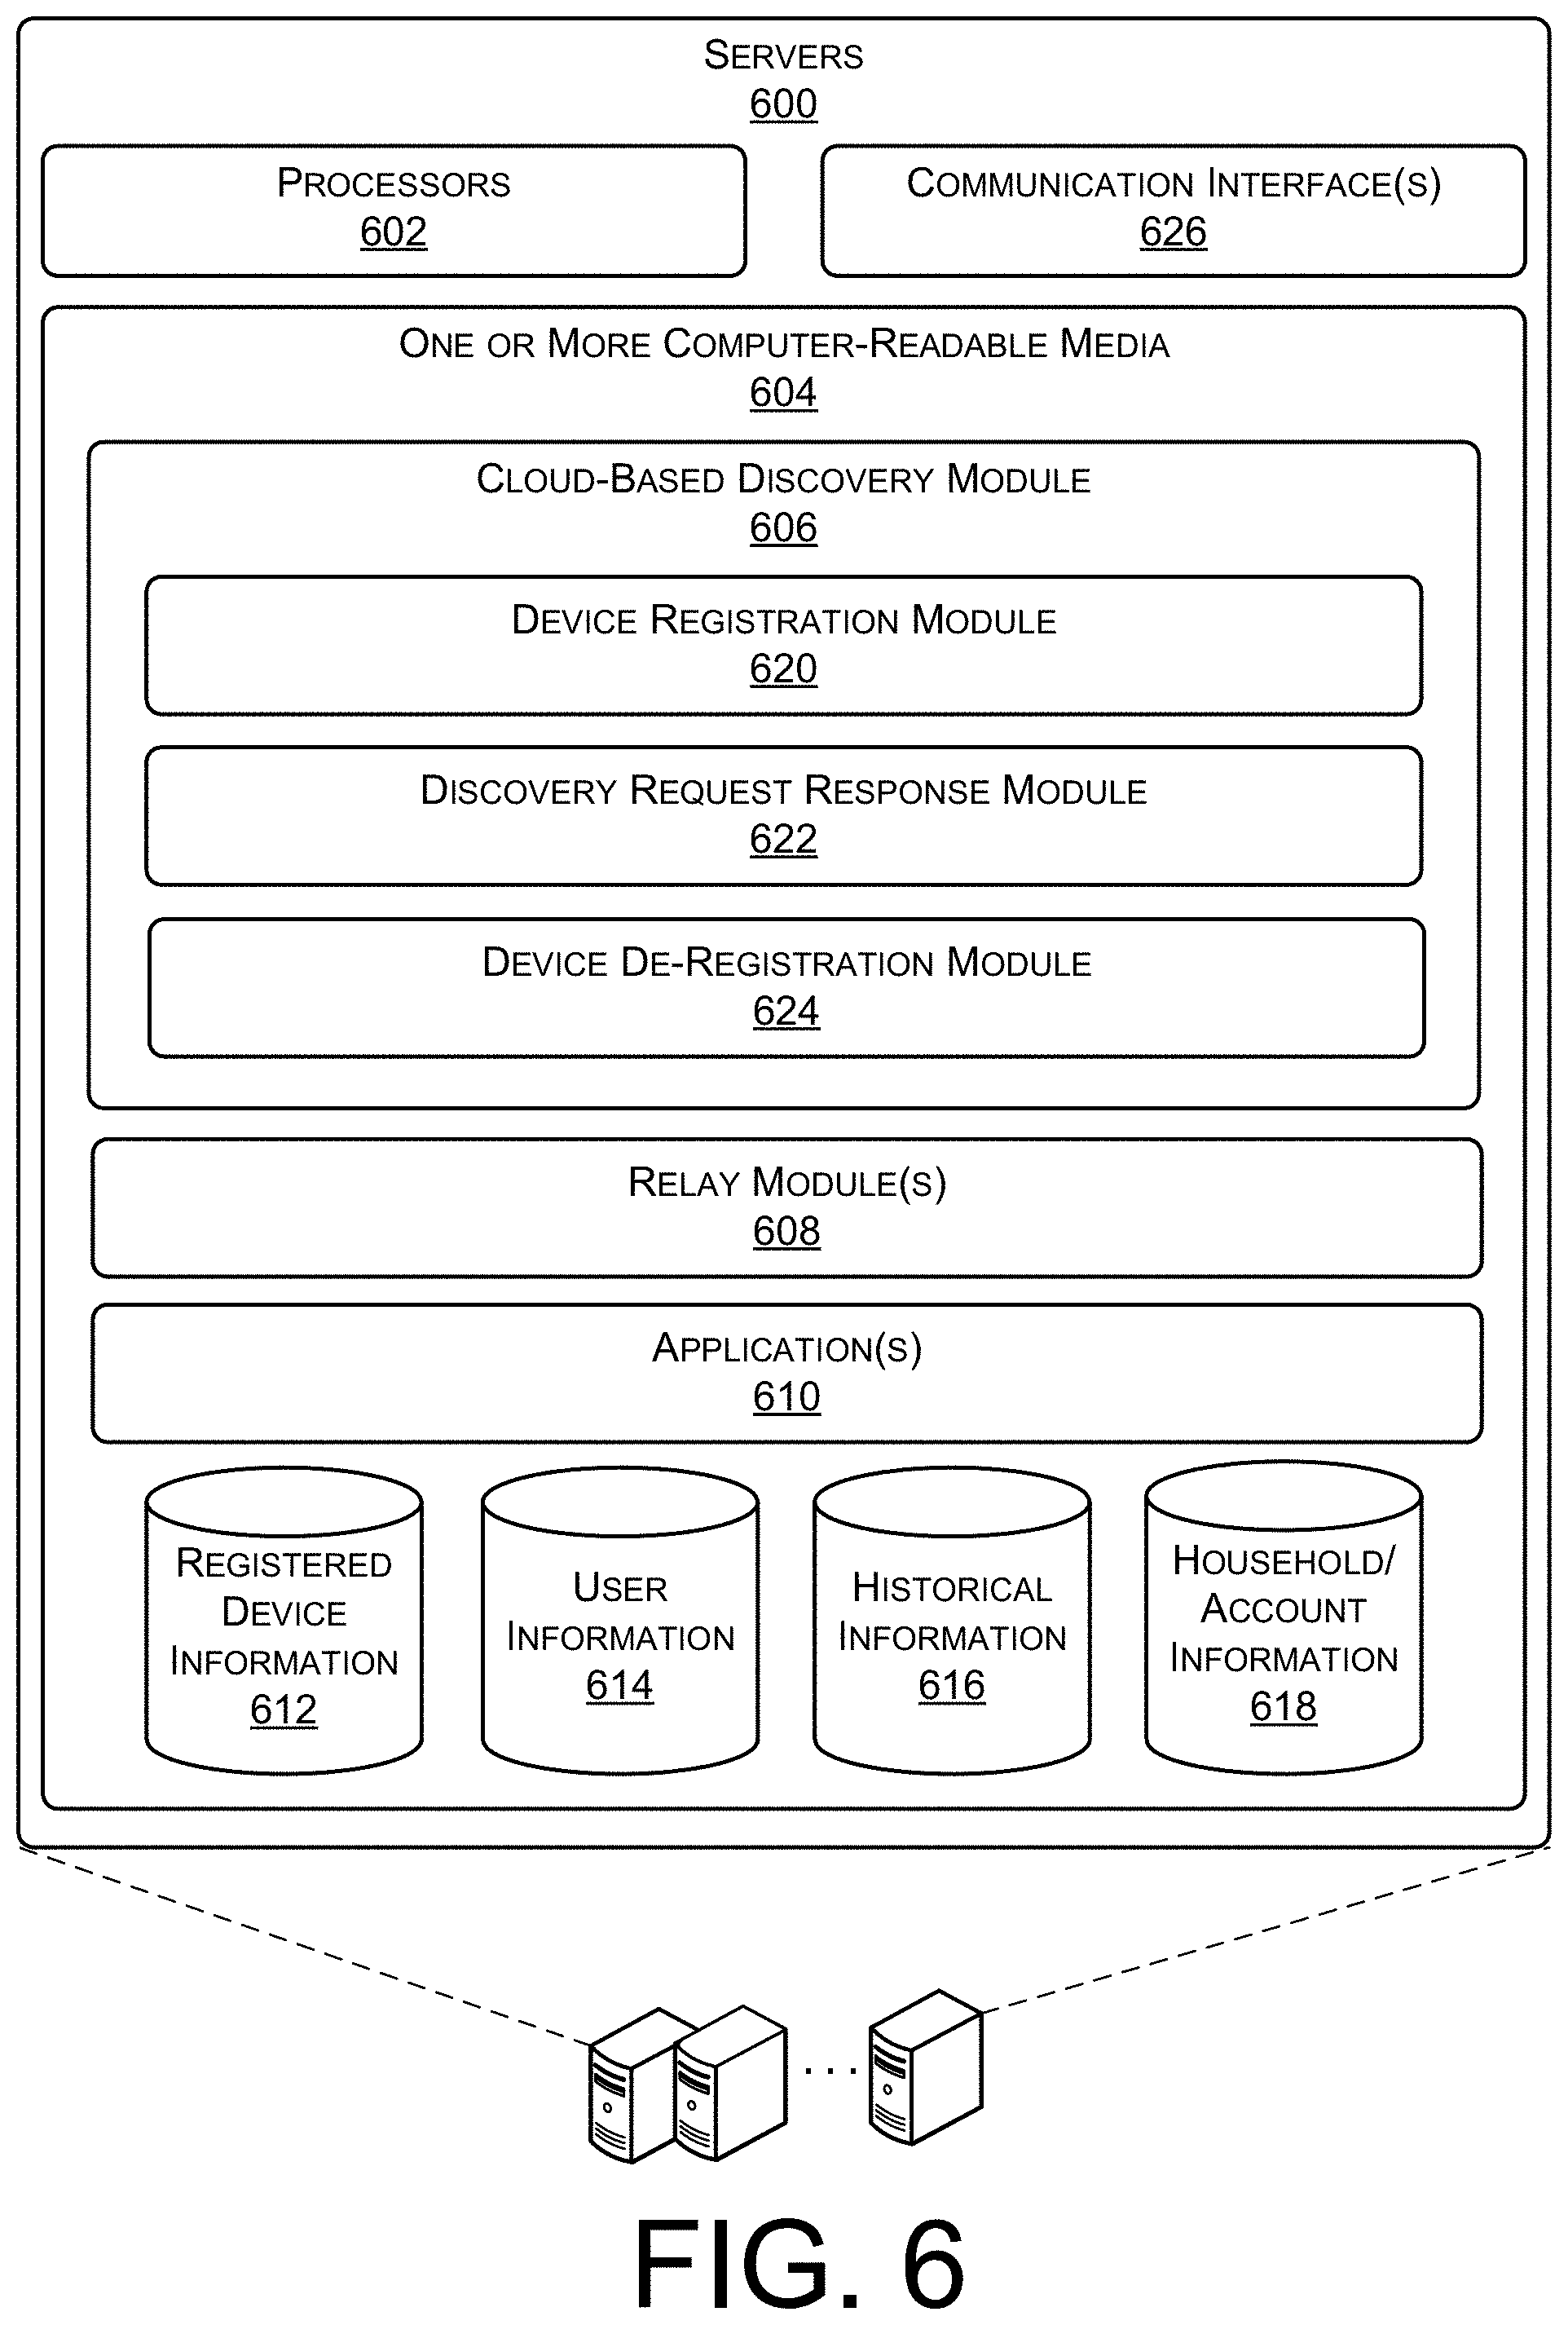 SERVERS
600
PROCESSORS
602
COMMUNICATION INTERFACE(S)
626
ONE OR MORE COMPUTER-READABLE MEDIA
604
CLOUD-BASED DISCOVERY MODULE
606
DEVICE REGISTRATION MODULE
620
DISCOVERY REQUEST RESPONSE MODULE
622
DEVICE DE-REGISTRATION MODULE
624
RELAY MODULE(S)
608
APPLICATION(S)
610
REGISTERED
DEVICE
INFORMATION
612
USER
INFORMATION
614
HISTORICAL
INFORMATION
616
HOUSEHOLD/
ACCOUNT
INFORMATION
618
...
FIG. 6